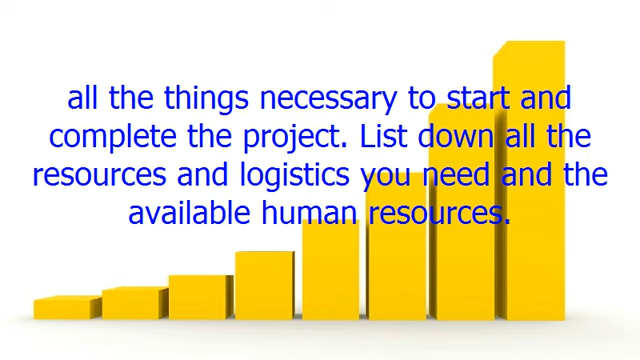 all the things necessary to start and
complete the project. List down all the
resources and logistics you need and the
available human resources.